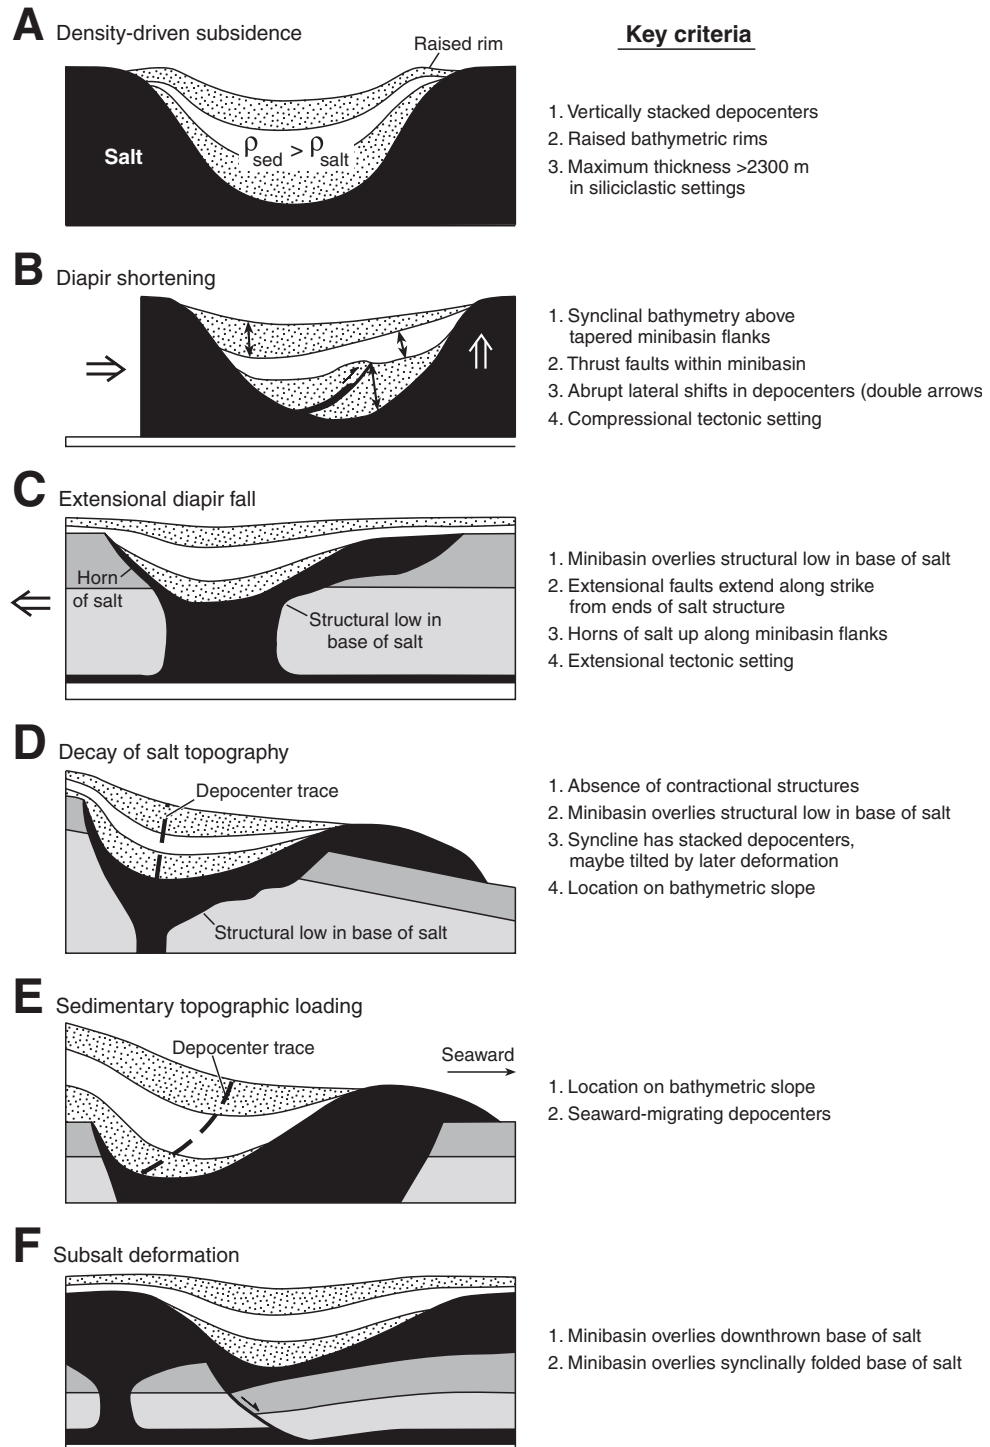 A Density-driven subsidence
Key criteria
Raised rim
Salt
ρsed > ρsalt
1. Vertically stacked depocenters
2. Raised bathymetric rims
3. Maximum thickness >2300 m
in siliciclastic settings
B Diapir shortening
1. Synclinal bathymetry above
tapered minibasin flanks
2. Thrust faults within minibasin
3. Abrupt lateral shifts in depocenters (double arrows
4. Compressional tectonic setting
C Extensional diapir fall
Horn
of salt
Structural low in
base of salt
1. Minibasin overlies structural low in base of salt
2. Extensional faults extend along strike
from ends of salt structure
3. Horns of salt up along minibasin flanks
4. Extensional tectonic setting
D Decay of salt topography
Depocenter trace
Structural low in base of salt
1. Absence of contractional structures
2. Minibasin overlies structural low in base of salt
3. Syncline has stacked depocenters,
maybe tilted by later deformation
4. Location on bathymetric slope
E Sedimentary topographic loading
Depocenter trace
Seaward
1. Location on bathymetric slope
2. Seaward-migrating depocenters
F Subsalt deformation
1. Minibasin overlies downthrown base of salt
2. Minibasin overlies synclinally folded base of salt